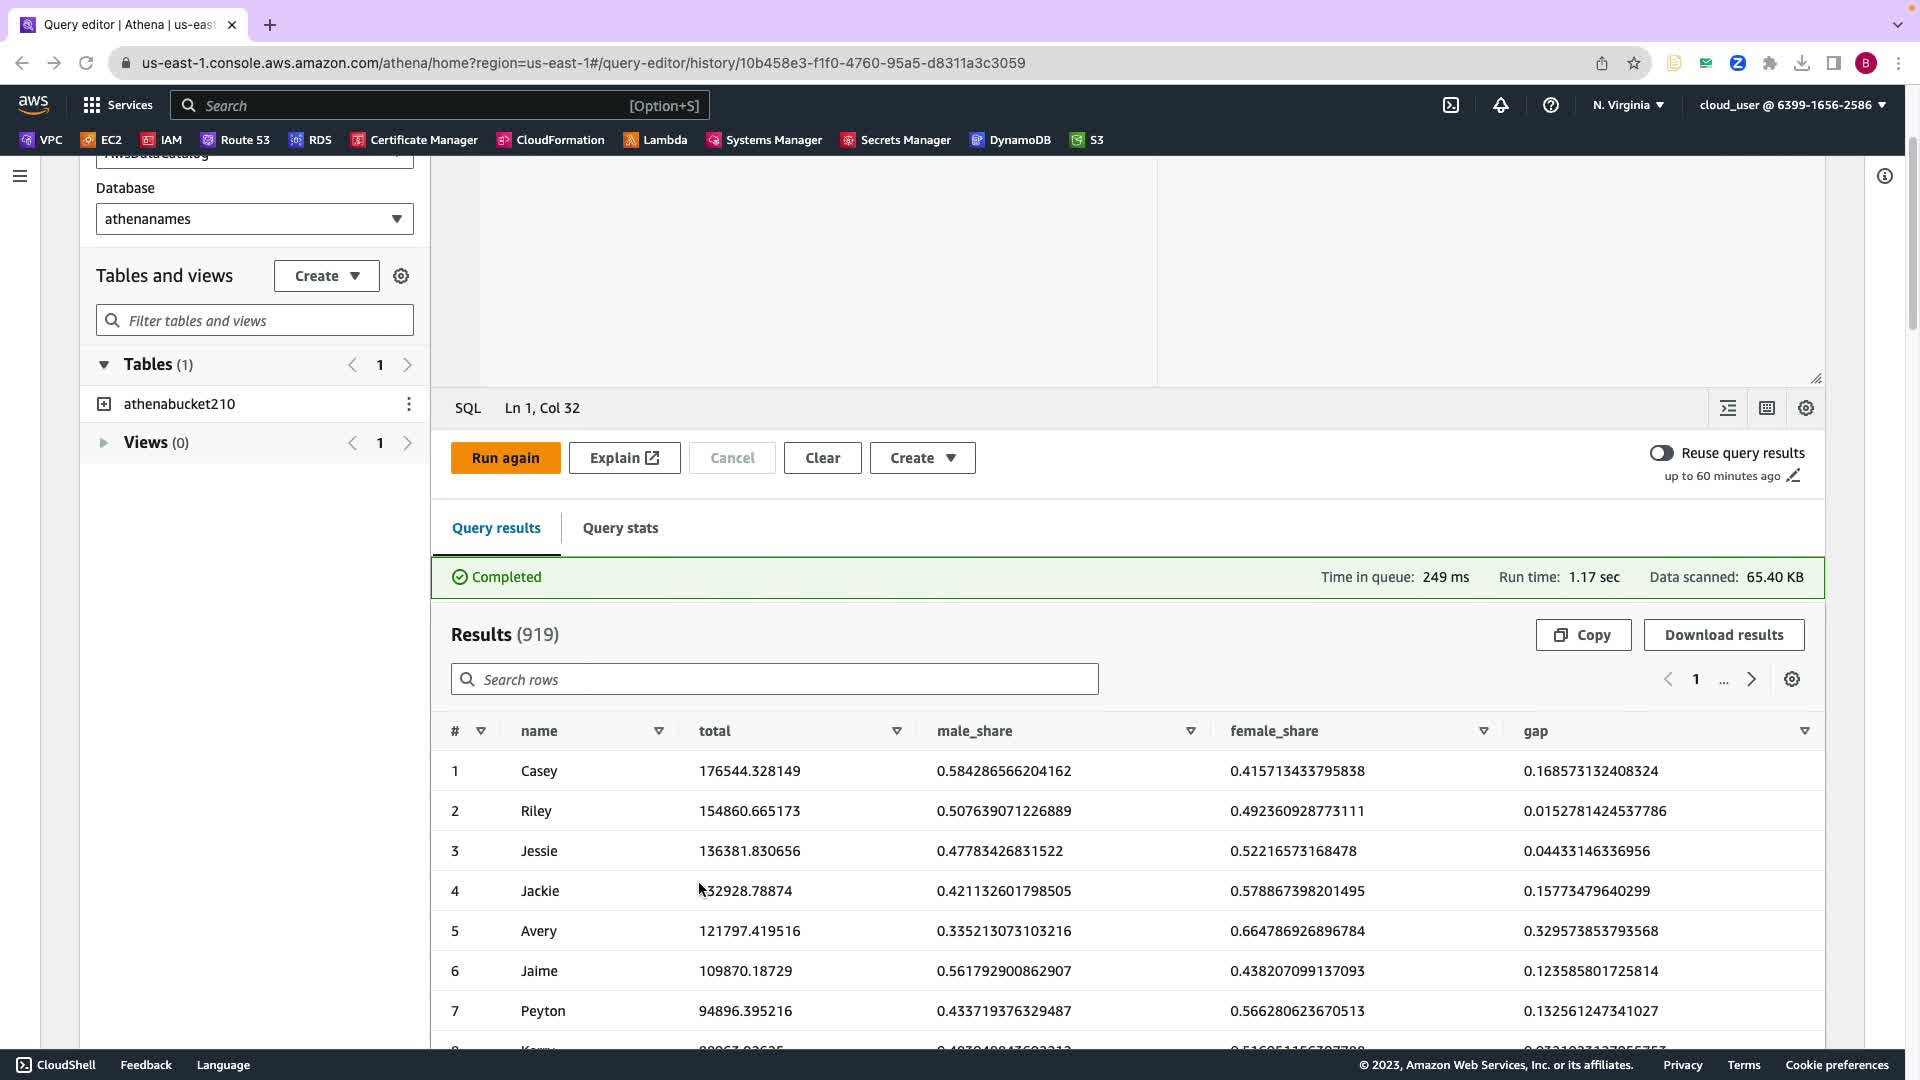 Query editor | Athena | us-east
us-east-1.console.aws.amazon.com/athena/home?region=us-east-1#/query-editor/history/10b458e3-f1f0-4760-95a5-d8311a3c3059
B
aws Services Search [Option+S] N. Virginia cloud_user @ 6399-1656-2586
VPC EC2 IAM Route 53 RDS Certificate Manager CloudFormation Lambda Systems Manager Secrets Manager DynamoDB S3
AwsDataCatalog
Database
athenanames
Tables and views Create
Filter tables and views
Tables (1) 1
athenabucket210
Views (0) 1
SQL Ln 1, Col 32
Run again Explain Cancel Clear Create
Reuse query results
up to 60 minutes ago
Query results Query stats
Completed Time in queue: 249 ms Run time: 1.17 sec Data scanned: 65.40 KB
Results (919) Copy Download results
Search rows 1 ...
# name total male_share female_share gap
1 Casey 176544.328149 0.584286566204162 0.415713433795838 0.168573132408324
2 Riley 154860.665173 0.507639071226889 0.492360928773111 0.0152781424537786
3 Jessie 136381.830656 0.47783426831522 0.52216573168478 0.04433146336956
4 Jackie 32928.78874 0.421132601798505 0.578867398201495 0.15773479640299
5 Avery 121797.419516 0.335213073103216 0.664786926896784 0.329573853793568
6 Jaime 109870.18729 0.561792900862907 0.438207099137093 0.123585801725814
7 Peyton 94896.395216 0.433719376329487 0.566280623670513 0.132561247341027
CloudShell Feedback Language © 2023, Amazon Web Services, Inc. or its affiliates. Privacy Terms Cookie preferences